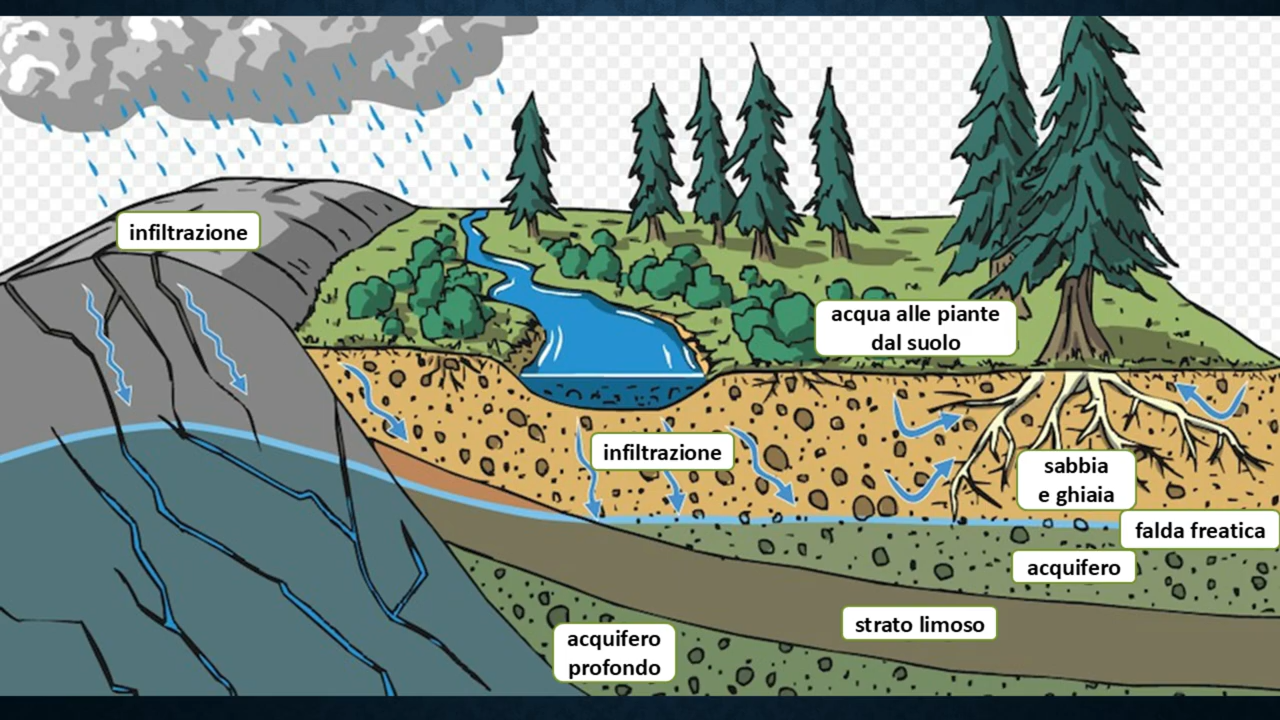 infiltrazione
acqua alle piante
dal suolo
infiltrazione
sabbia
e ghiaia
falda freatica
acquifero
strato limoso
acquifero
profondo